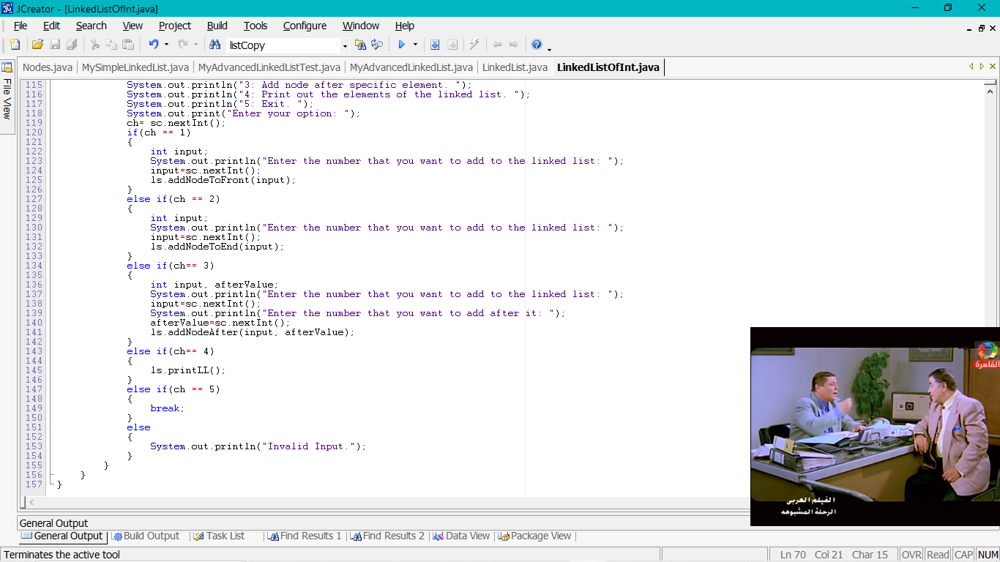 JCreator - [LinkedListOfInt.java]
File Edit Search View Project Build Tools Configure Window Help
listCopy
Nodes.java MySimpleLinkedList.java MyAdvancedLinkedListTest.java MyAdvancedLinkedList.java LinkedList.java LinkedListOfInt.java
File View
115 System.out.println("3: Add node after specific element. ");
116 System.out.println("4: Print out the elements of the linked list. ");
117 System.out.println("5: Exit. ");
118 System.out.print("Enter your option: ");
119 ch= sc.nextInt();
120 if(ch == 1)
121 {
122 int input;
123 System.out.println("Enter the number that you want to add to the linked list: ");
124 input=sc.nextInt();
125 ls.addNodeToFront(input);
126 }
127 else if(ch == 2)
128 {
129 int input;
130 System.out.println("Enter the number that you want to add to the linked list: ");
131 input=sc.nextInt();
132 ls.addNodeToEnd(input);
133 }
134 else if(ch== 3)
135 {
136 int input, afterValue;
137 System.out.println("Enter the number that you want to add to the linked list: ");
138 input=sc.nextInt();
139 System.out.println("Enter the number that you want to add after it: ");
140 afterValue=sc.nextInt();
141 ls.addNodeAfter(input, afterValue);
142 }
143 else if(ch== 4)
144 {
145 ls.printLL();
146 }
147 else if(ch == 5)
148 {
149 break;
150 }
151 else
152 {
153 System.out.println("Invalid Input.");
154 }
155 }
156 }
157 }
القاهرة
الفيلم العربى
الرحلة المشبوهه
General Output
General Output Build Output Task List Find Results 1 Find Results 2 Data View Package View
Terminates the active tool Ln 70 Col 21 Char 15 OVR Read CAP NUM